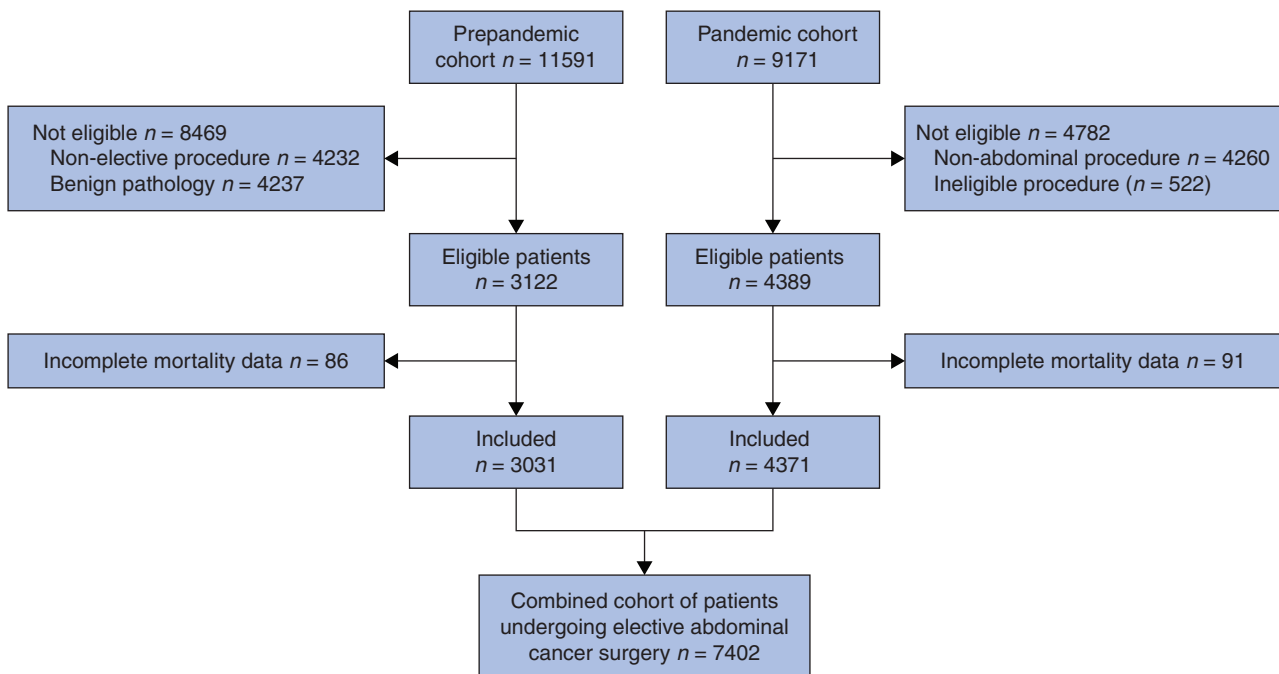 Prepandemic
cohort n = 11591
Pandemic cohort
n = 9171
Not eligible n = 8469
Non-elective procedure n = 4232
Benign pathology n = 4237
Not eligible n = 4782
Non-abdominal procedure n = 4260
Ineligible procedure (n = 522)
Eligible patients
n = 3122
Eligible patients
n = 4389
Incomplete mortality data n = 86
Incomplete mortality data n = 91
Included
n = 3031
Included
n = 4371
Combined cohort of patients
undergoing elective abdominal
cancer surgery n = 7402